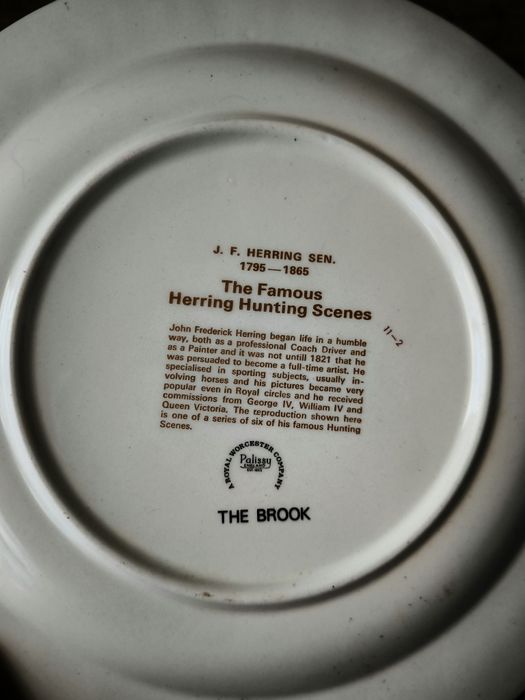 J. F. HERRING SEN.
1795—1865
The Famous
Herring Hunting Scenes
11—2
John Frederick Herring began life in a humble
way, both as a professional Coach Driver and
as a Painter and it was not until 1821 that he
was persuaded to become a full-time artist. He
specialised in sporting subjects, usually in-
volving horses and his pictures became very
popular even in Royal circles and he received
commissions from George IV, William IV and
Queen Victoria. The reproduction shown here
is one of a series of six of his famous Hunting
Scenes.
A ROYAL WORCESTER COMPANY
Palissy
ENGLAND
THE BROOK